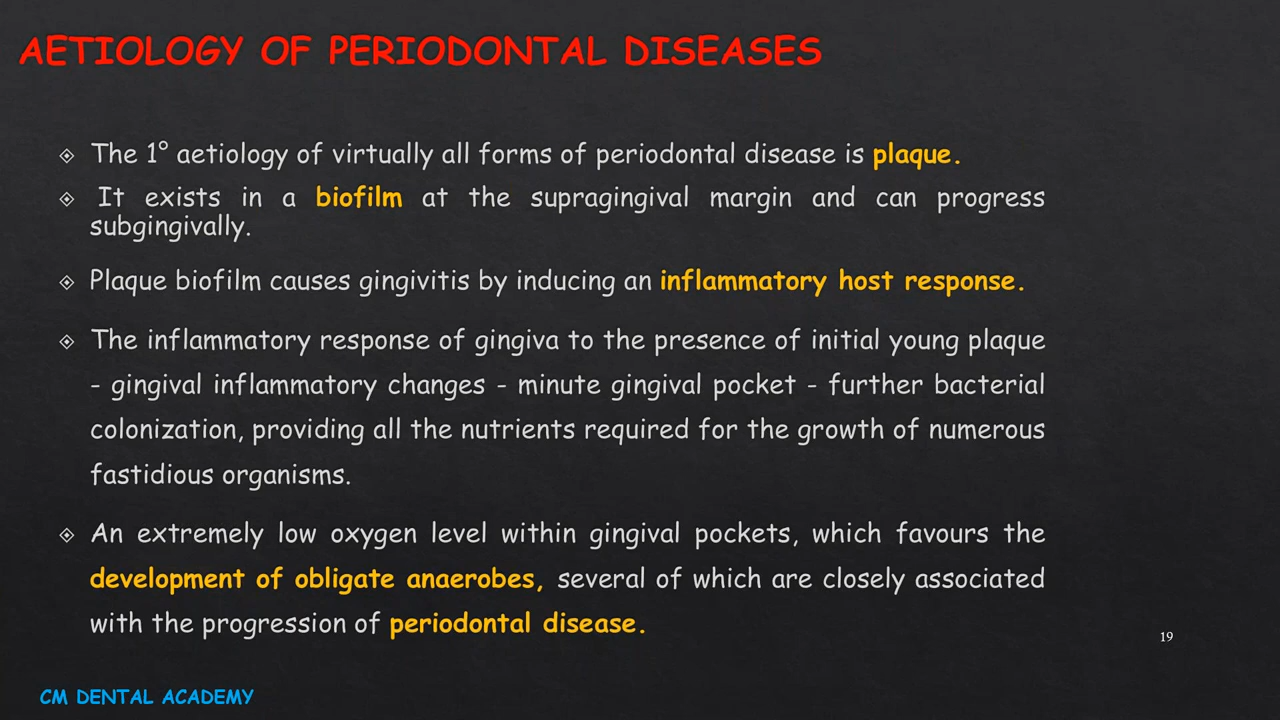 AETIOLOGY OF PERIODONTAL DISEASES
The 1° aetiology of virtually all forms of periodontal disease is plaque.
It exists in a biofilm at the supragingival margin and can progress
subgingivally.
Plaque biofilm causes gingivitis by inducing an inflammatory host response.
The inflammatory response of gingiva to the presence of initial young plaque
- gingival inflammatory changes - minute gingival pocket - further bacterial
colonization, providing all the nutrients required for the growth of numerous
fastidious organisms.
An extremely low oxygen level within gingival pockets, which favours the
development of obligate anaerobes, several of which are closely associated
with the progression of periodontal disease.
19
CM DENTAL ACADEMY